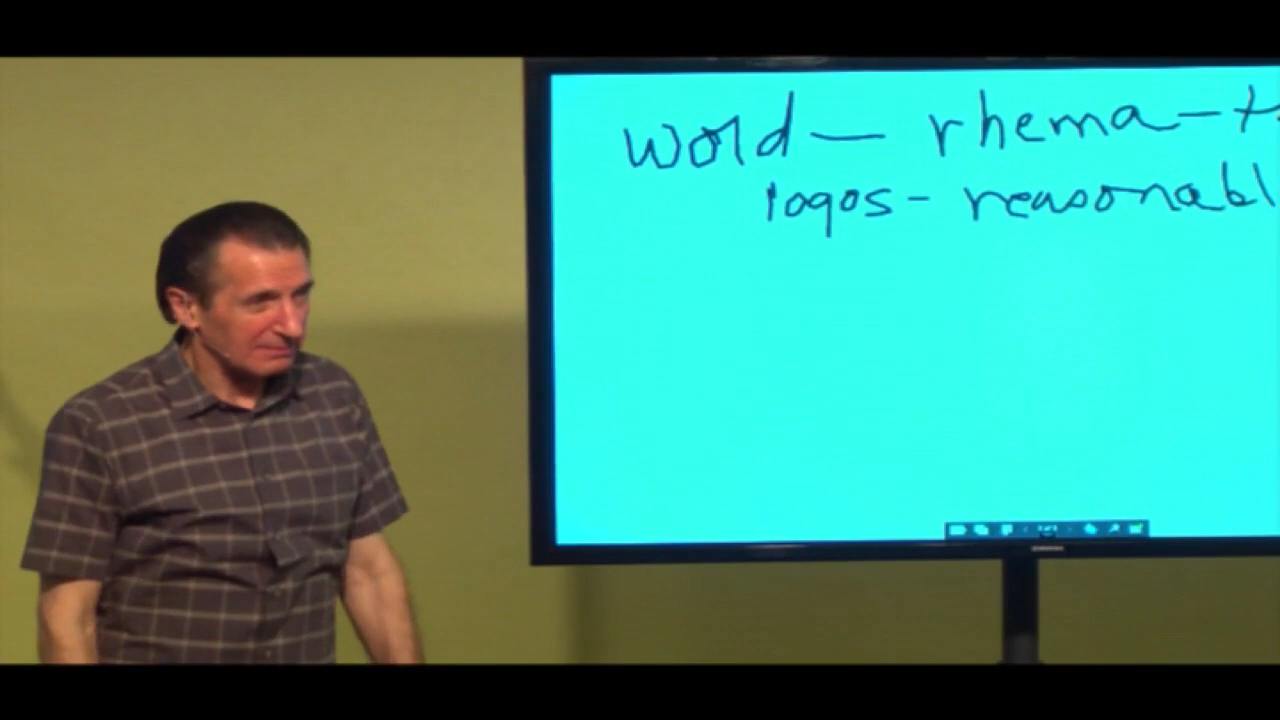 word — rhema —
logos - reasonabl